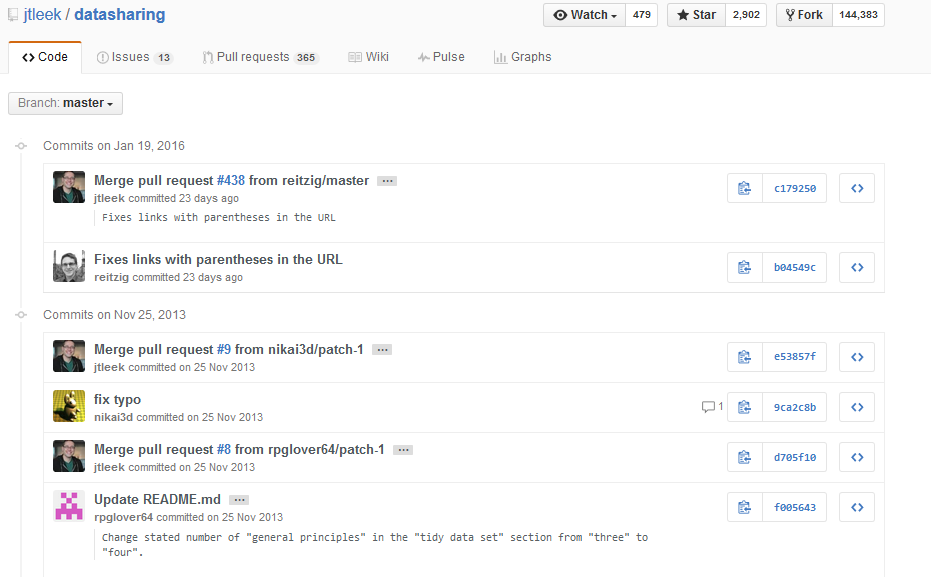 jtleek / datasharing Watch 479 Star 2,902 Fork 144,383
Code Issues 13 Pull requests 365 Wiki Pulse Graphs
Branch: master
Commits on Jan 19, 2016
Merge pull request #438 from reitzig/master ... c179250
jtleek committed 23 days ago
Fixes links with parentheses in the URL
Fixes links with parentheses in the URL b04549c
reitzig committed 23 days ago
Commits on Nov 25, 2013
Merge pull request #9 from nikai3d/patch-1 ... e53857f
jtleek committed on 25 Nov 2013
fix typo 1 9ca2c8b
nikai3d committed on 25 Nov 2013
Merge pull request #8 from rpglover64/patch-1 ... d705f10
jtleek committed on 25 Nov 2013
Update README.md ... f005643
rpglover64 committed on 25 Nov 2013
Change stated number of "general principles" in the "tidy data set" section from "three" to
"four".